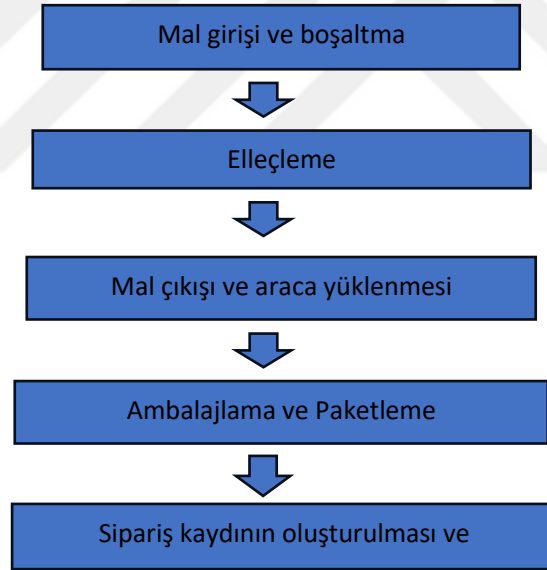 Mal girişi ve boşaltma
Elleçleme
Mal çıkışı ve araca yüklenmesi
Ambalajlama ve Paketleme
Sipariş kaydının oluşturulması ve